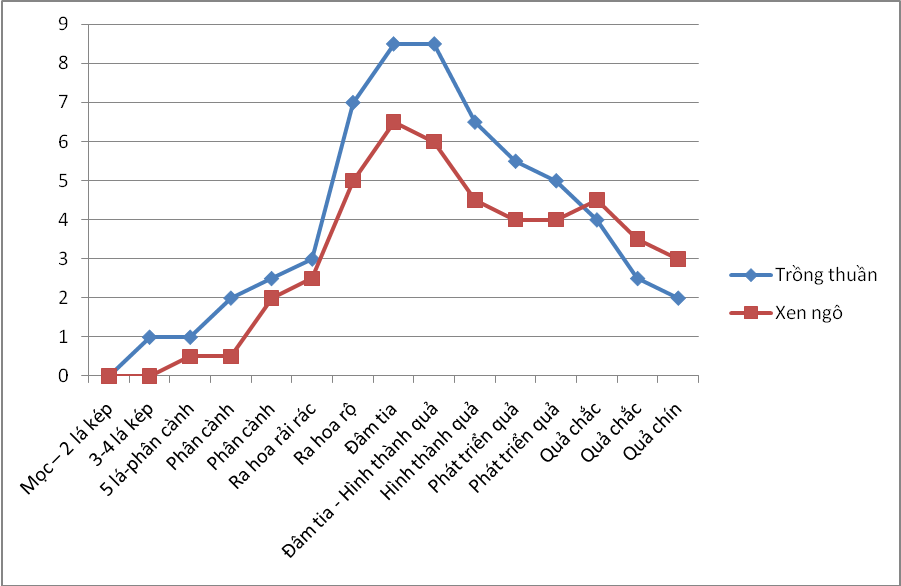 9
8
7
6
5
4
3
2
1
0
Mọc – 2 lá kép
3-4 lá kép
5 lá-phân cành
Phân cành
Phân cành
Ra hoa rải rác
Ra hoa rộ
Đâm tia
Đâm tia - Hình thành quả
Hình thành quả
Phát triển quả
Phát triển quả
Quả chắc
Quả chắc
Quả chín
Trồng thuần
Xen ngô